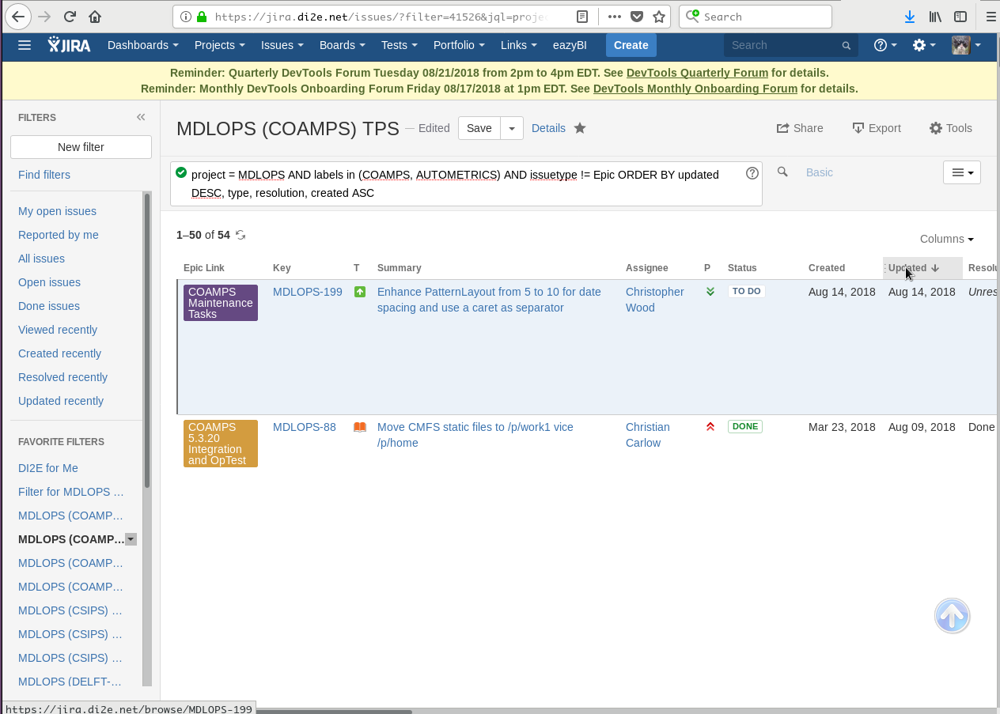 https://jira.di2e.net/issues/?filter=41526&jql=proje
Search
JIRA Dashboards Projects Issues Boards Tests Portfolio Links eazyBI Create Search
Reminder: Quarterly DevTools Forum Tuesday 08/21/2018 from 2pm to 4pm EDT. See DevTools Quarterly Forum for details.
Reminder: Monthly DevTools Onboarding Forum Friday 08/17/2018 at 1pm EDT. See DevTools Monthly Onboarding Forum for details.
FILTERS
New filter
Find filters
My open issues
Reported by me
All issues
Open issues
Done issues
Viewed recently
Created recently
Resolved recently
Updated recently
FAVORITE FILTERS
DI2E for Me
Filter for MDLOPS …
MDLOPS (COAMP…
MDLOPS (COAMP…
MDLOPS (COAMP…
MDLOPS (COAMP…
MDLOPS (CSIPS) …
MDLOPS (CSIPS) …
MDLOPS (CSIPS) …
MDLOPS (DELFT-…
MDLOPS (COAMPS) TPS — Edited Save Details Share Export Tools
project = MDLOPS AND labels in (COAMPS, AUTOMETRICS) AND issuetype != Epic ORDER BY updated
DESC, type, resolution, created ASC
Basic
1–50 of 54
Columns
Epic Link Key T Summary Assignee P Status Created Updated Resolu
COAMPS
Maintenance
Tasks
MDLOPS-199
Enhance PatternLayout from 5 to 10 for date
spacing and use a caret as separator
Christopher
Wood
TO DO
Aug 14, 2018
Aug 14, 2018
Unres
COAMPS
5.3.20
Integration
and OpTest
MDLOPS-88
Move CMFS static files to /p/work1 vice
/p/home
Christian
Carlow
DONE
Mar 23, 2018
Aug 09, 2018
Done
https://jira.di2e.net/browse/MDLOPS-199